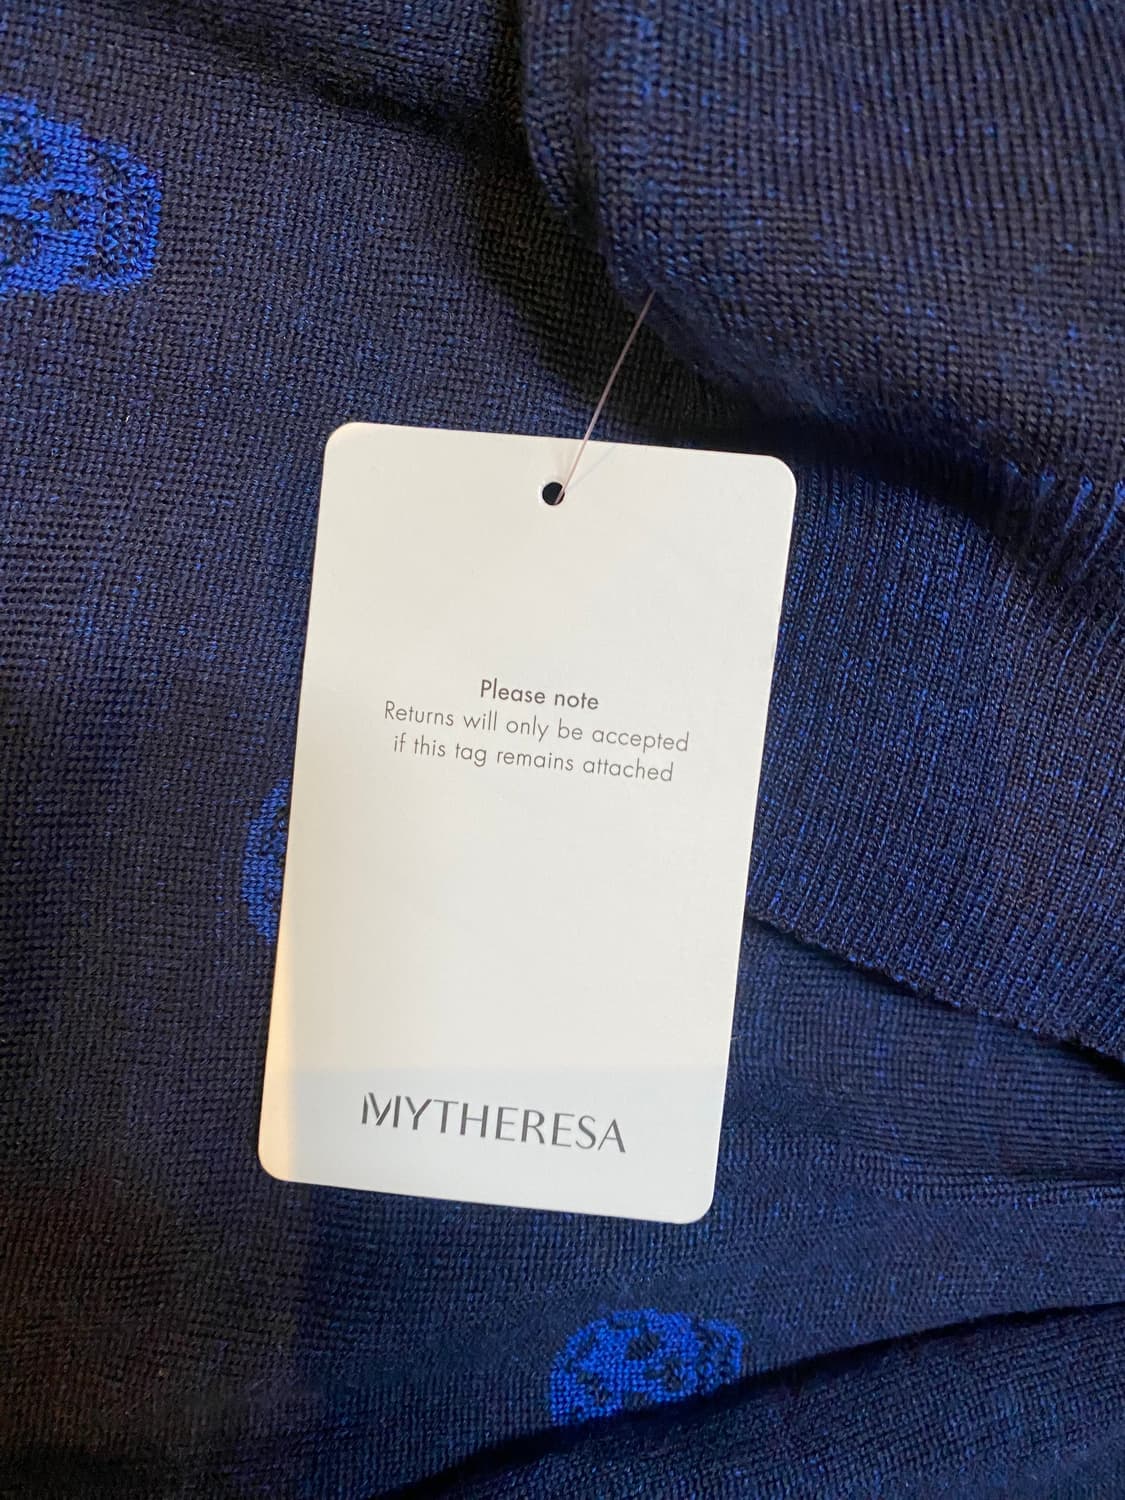 Please note
Returns will only be accepted
if this tag remains attached
MYTHERESA